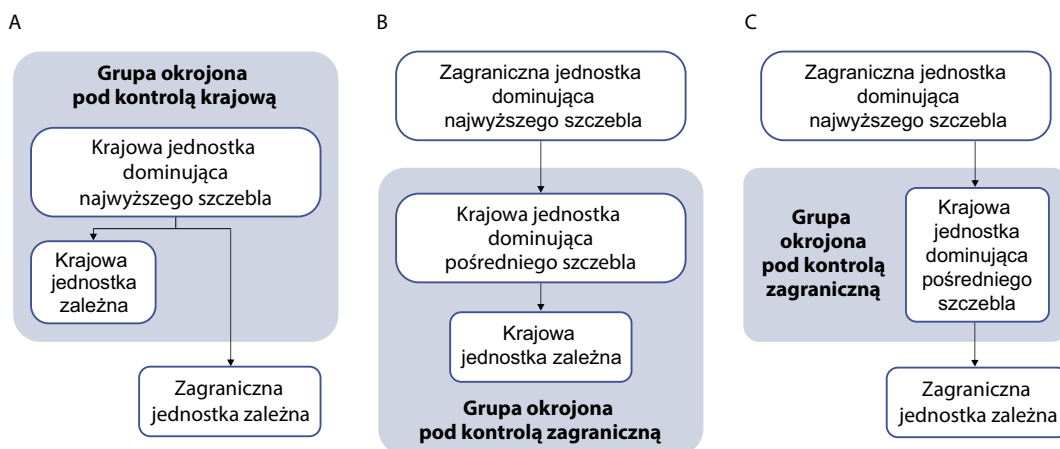 A
Grupa okrojona
pod kontrolą krajową
Krajowa jednostka
dominująca
najwyższego szczebla
Krajowa
jednostka
zależna
Zagraniczna
jednostka zależna
B
Zagraniczna jednostka
dominująca
najwyższego szczebla
Krajowa jednostka
dominująca
pośredniego szczebla
Krajowa
jednostka zależna
Grupa okrojona
pod kontrolą zagraniczną
C
Zagraniczna jednostka
dominująca
najwyższego szczebla
Grupa
okrojona
pod kontrolą
zagraniczną
Krajowa
jednostka
dominująca
pośredniego
szczebla
Zagraniczna
jednostka zależna